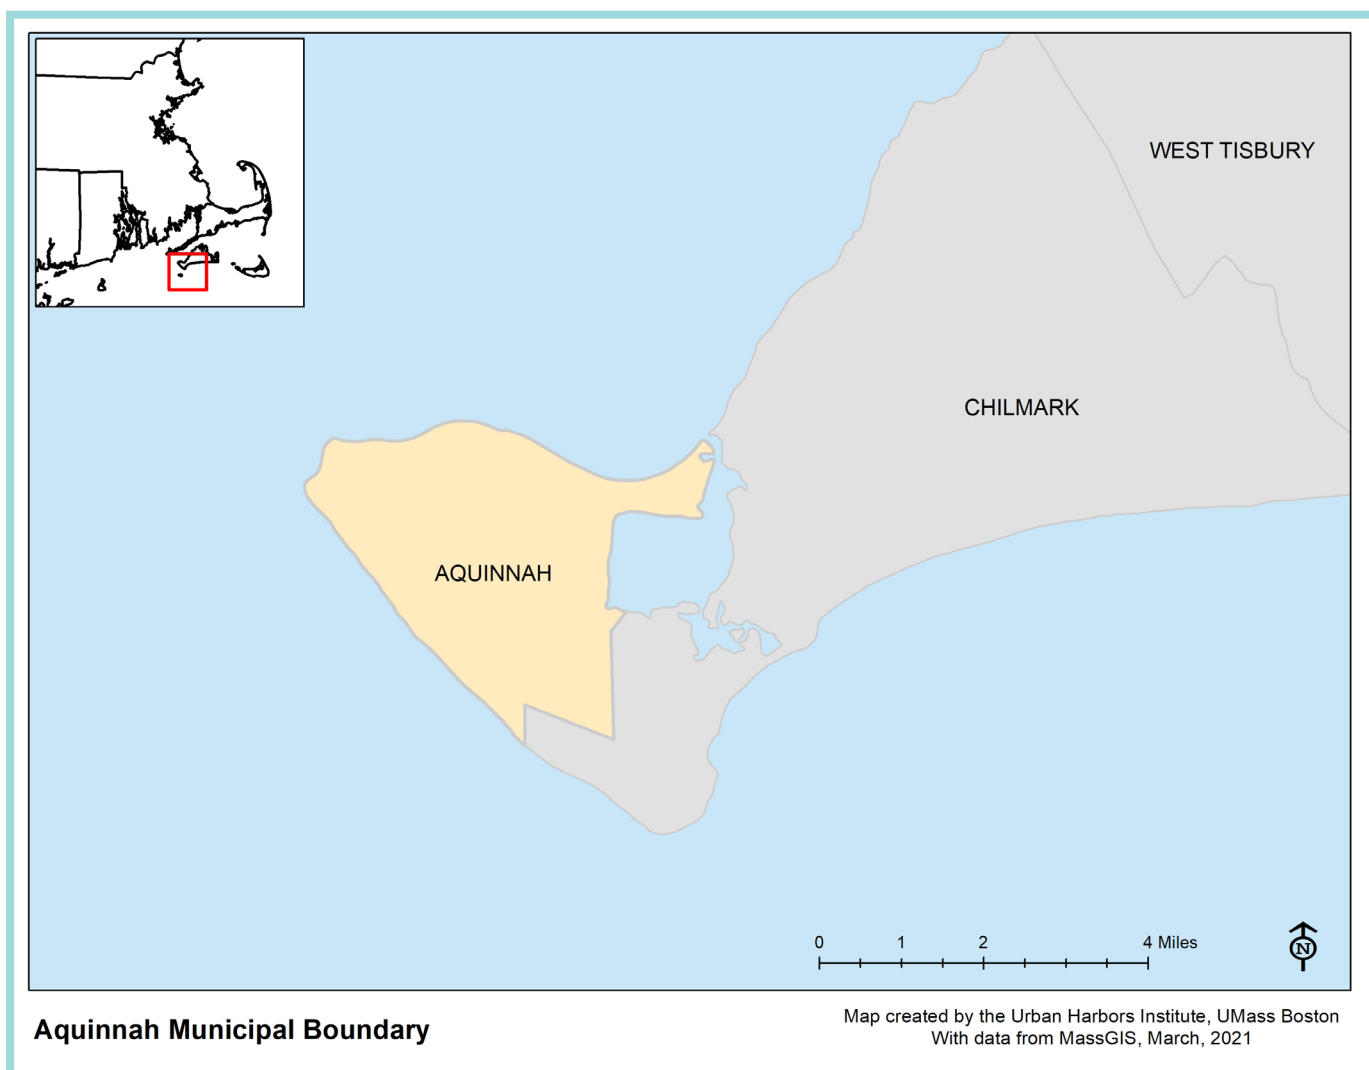 WEST TISBURY
CHILMARK
AQUINNAH
0 1 2 4 Miles
N
Aquinnah Municipal Boundary
Map created by the Urban Harbors Institute, UMass Boston
With data from MassGIS, March, 2021